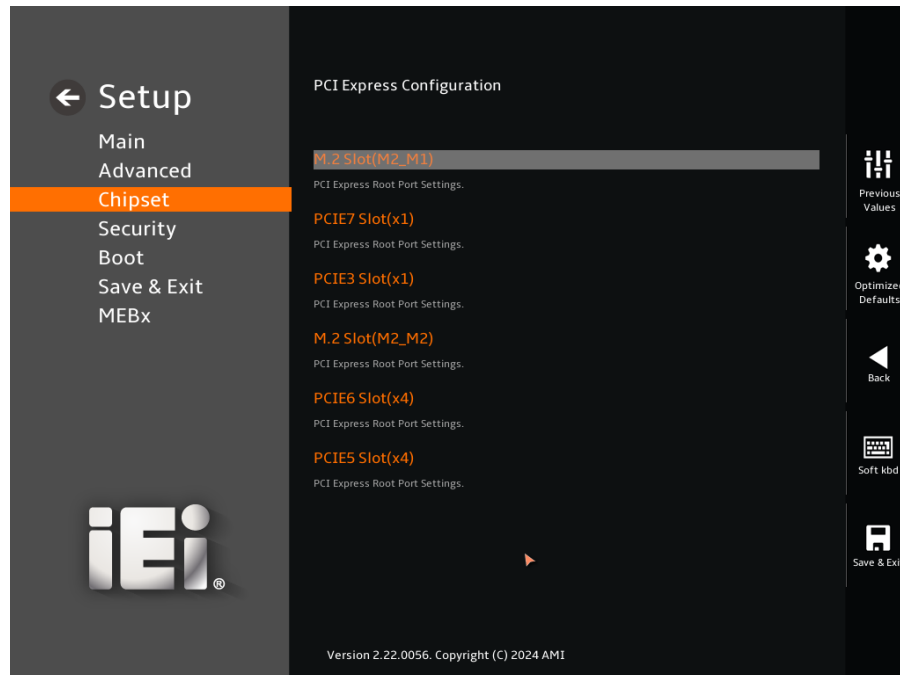 Setup
Main
Advanced
Chipset
Security
Boot
Save & Exit
MEBx
iEi®
PCI Express Configuration
M.2 Slot(M2_M1)
PCI Express Root Port Settings.
PCIE7 Slot(x1)
PCI Express Root Port Settings.
PCIE3 Slot(x1)
PCI Express Root Port Settings.
M.2 Slot(M2_M2)
PCI Express Root Port Settings.
PCIE6 Slot(x4)
PCI Express Root Port Settings.
PCIE5 Slot(x4)
PCI Express Root Port Settings.
Version 2.22.0056. Copyright (C) 2024 AMI
Previous
Values
Optimized
Defaults
Back
Soft kbd
Save & Exi